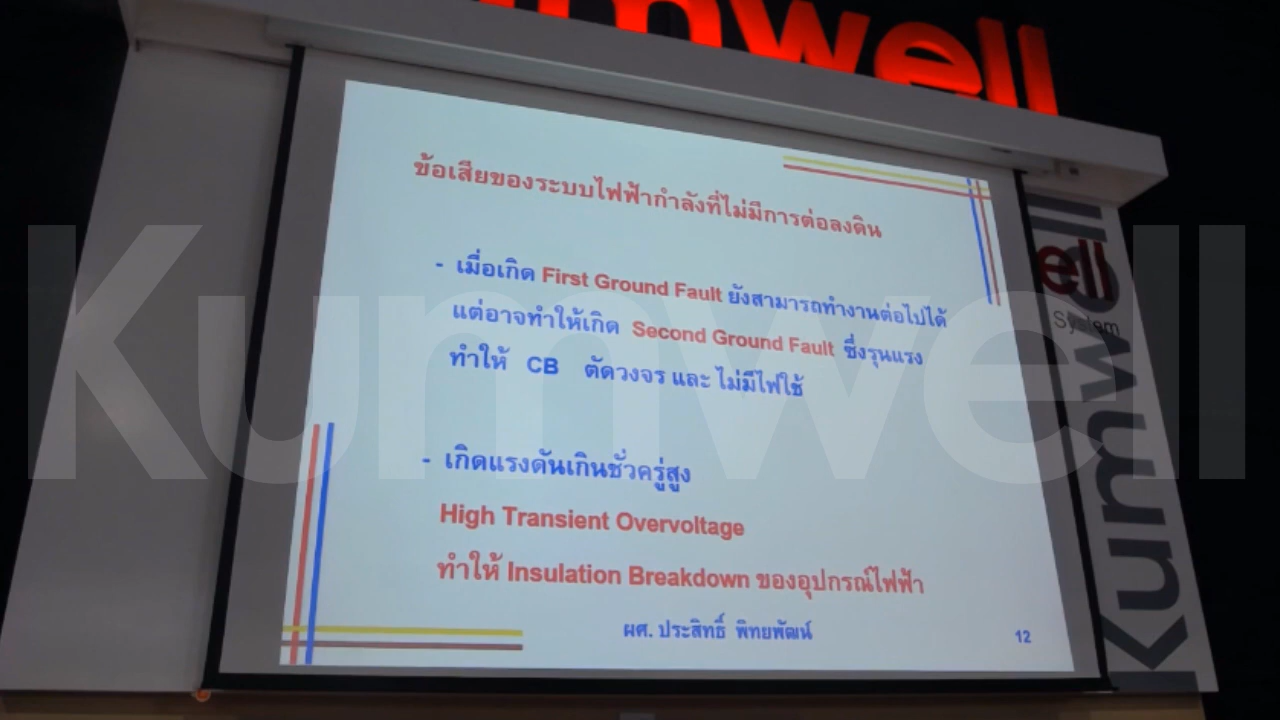 umwell
ข้อเสียของระบบไฟฟ้ากำลังที่ไม่มีการต่อลงดิน
- เมื่อเกิด First Ground Fault ยังสามารถทำงานต่อไปได้
แต่อาจทำให้เกิด Second Ground Fault ซึ่งรุนแรง
ทำให้ CB ตัดวงจร และ ไม่มีไฟใช้
- เกิดแรงดันเกินชั่วครู่สูง
High Transient Overvoltage
ทำให้ Insulation Breakdown ของอุปกรณ์ไฟฟ้า
ผศ. ประสิทธิ์ พิทยพัฒน์
12
ell
System
Kumwell
Kumwell